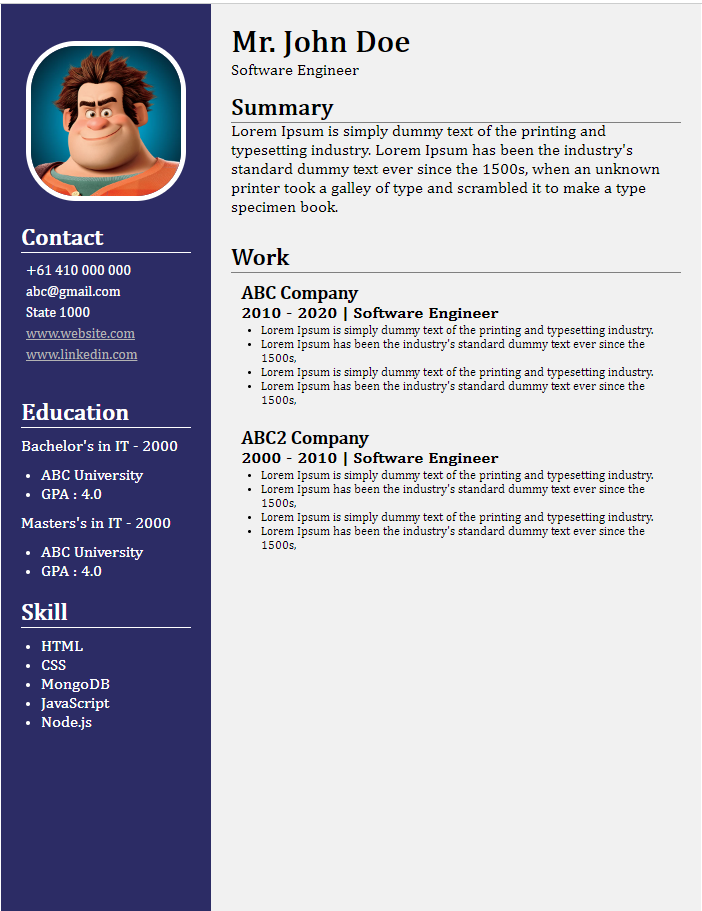 Contact
+61 410 000 000
abc@gmail.com
State 1000
www.website.com
www.linkedin.com
Education
Bachelor's in IT - 2000
• ABC University
• GPA : 4.0
Masters's in IT - 2000
• ABC University
• GPA : 4.0
Skill
• HTML
• CSS
• MongoDB
• JavaScript
• Node.js
Mr. John Doe
Software Engineer
Summary
Lorem Ipsum is simply dummy text of the printing and
typesetting industry. Lorem Ipsum has been the industry's
standard dummy text ever since the 1500s, when an unknown
printer took a galley of type and scrambled it to make a type
specimen book.
Work
ABC Company
2010 - 2020 | Software Engineer
• Lorem Ipsum is simply dummy text of the printing and typesetting industry.
• Lorem Ipsum has been the industry's standard dummy text ever since the
1500s,
• Lorem Ipsum is simply dummy text of the printing and typesetting industry.
• Lorem Ipsum has been the industry's standard dummy text ever since the
1500s,
ABC2 Company
2000 - 2010 | Software Engineer
• Lorem Ipsum is simply dummy text of the printing and typesetting industry.
• Lorem Ipsum has been the industry's standard dummy text ever since the
1500s,
• Lorem Ipsum is simply dummy text of the printing and typesetting industry.
• Lorem Ipsum has been the industry's standard dummy text ever since the
1500s,